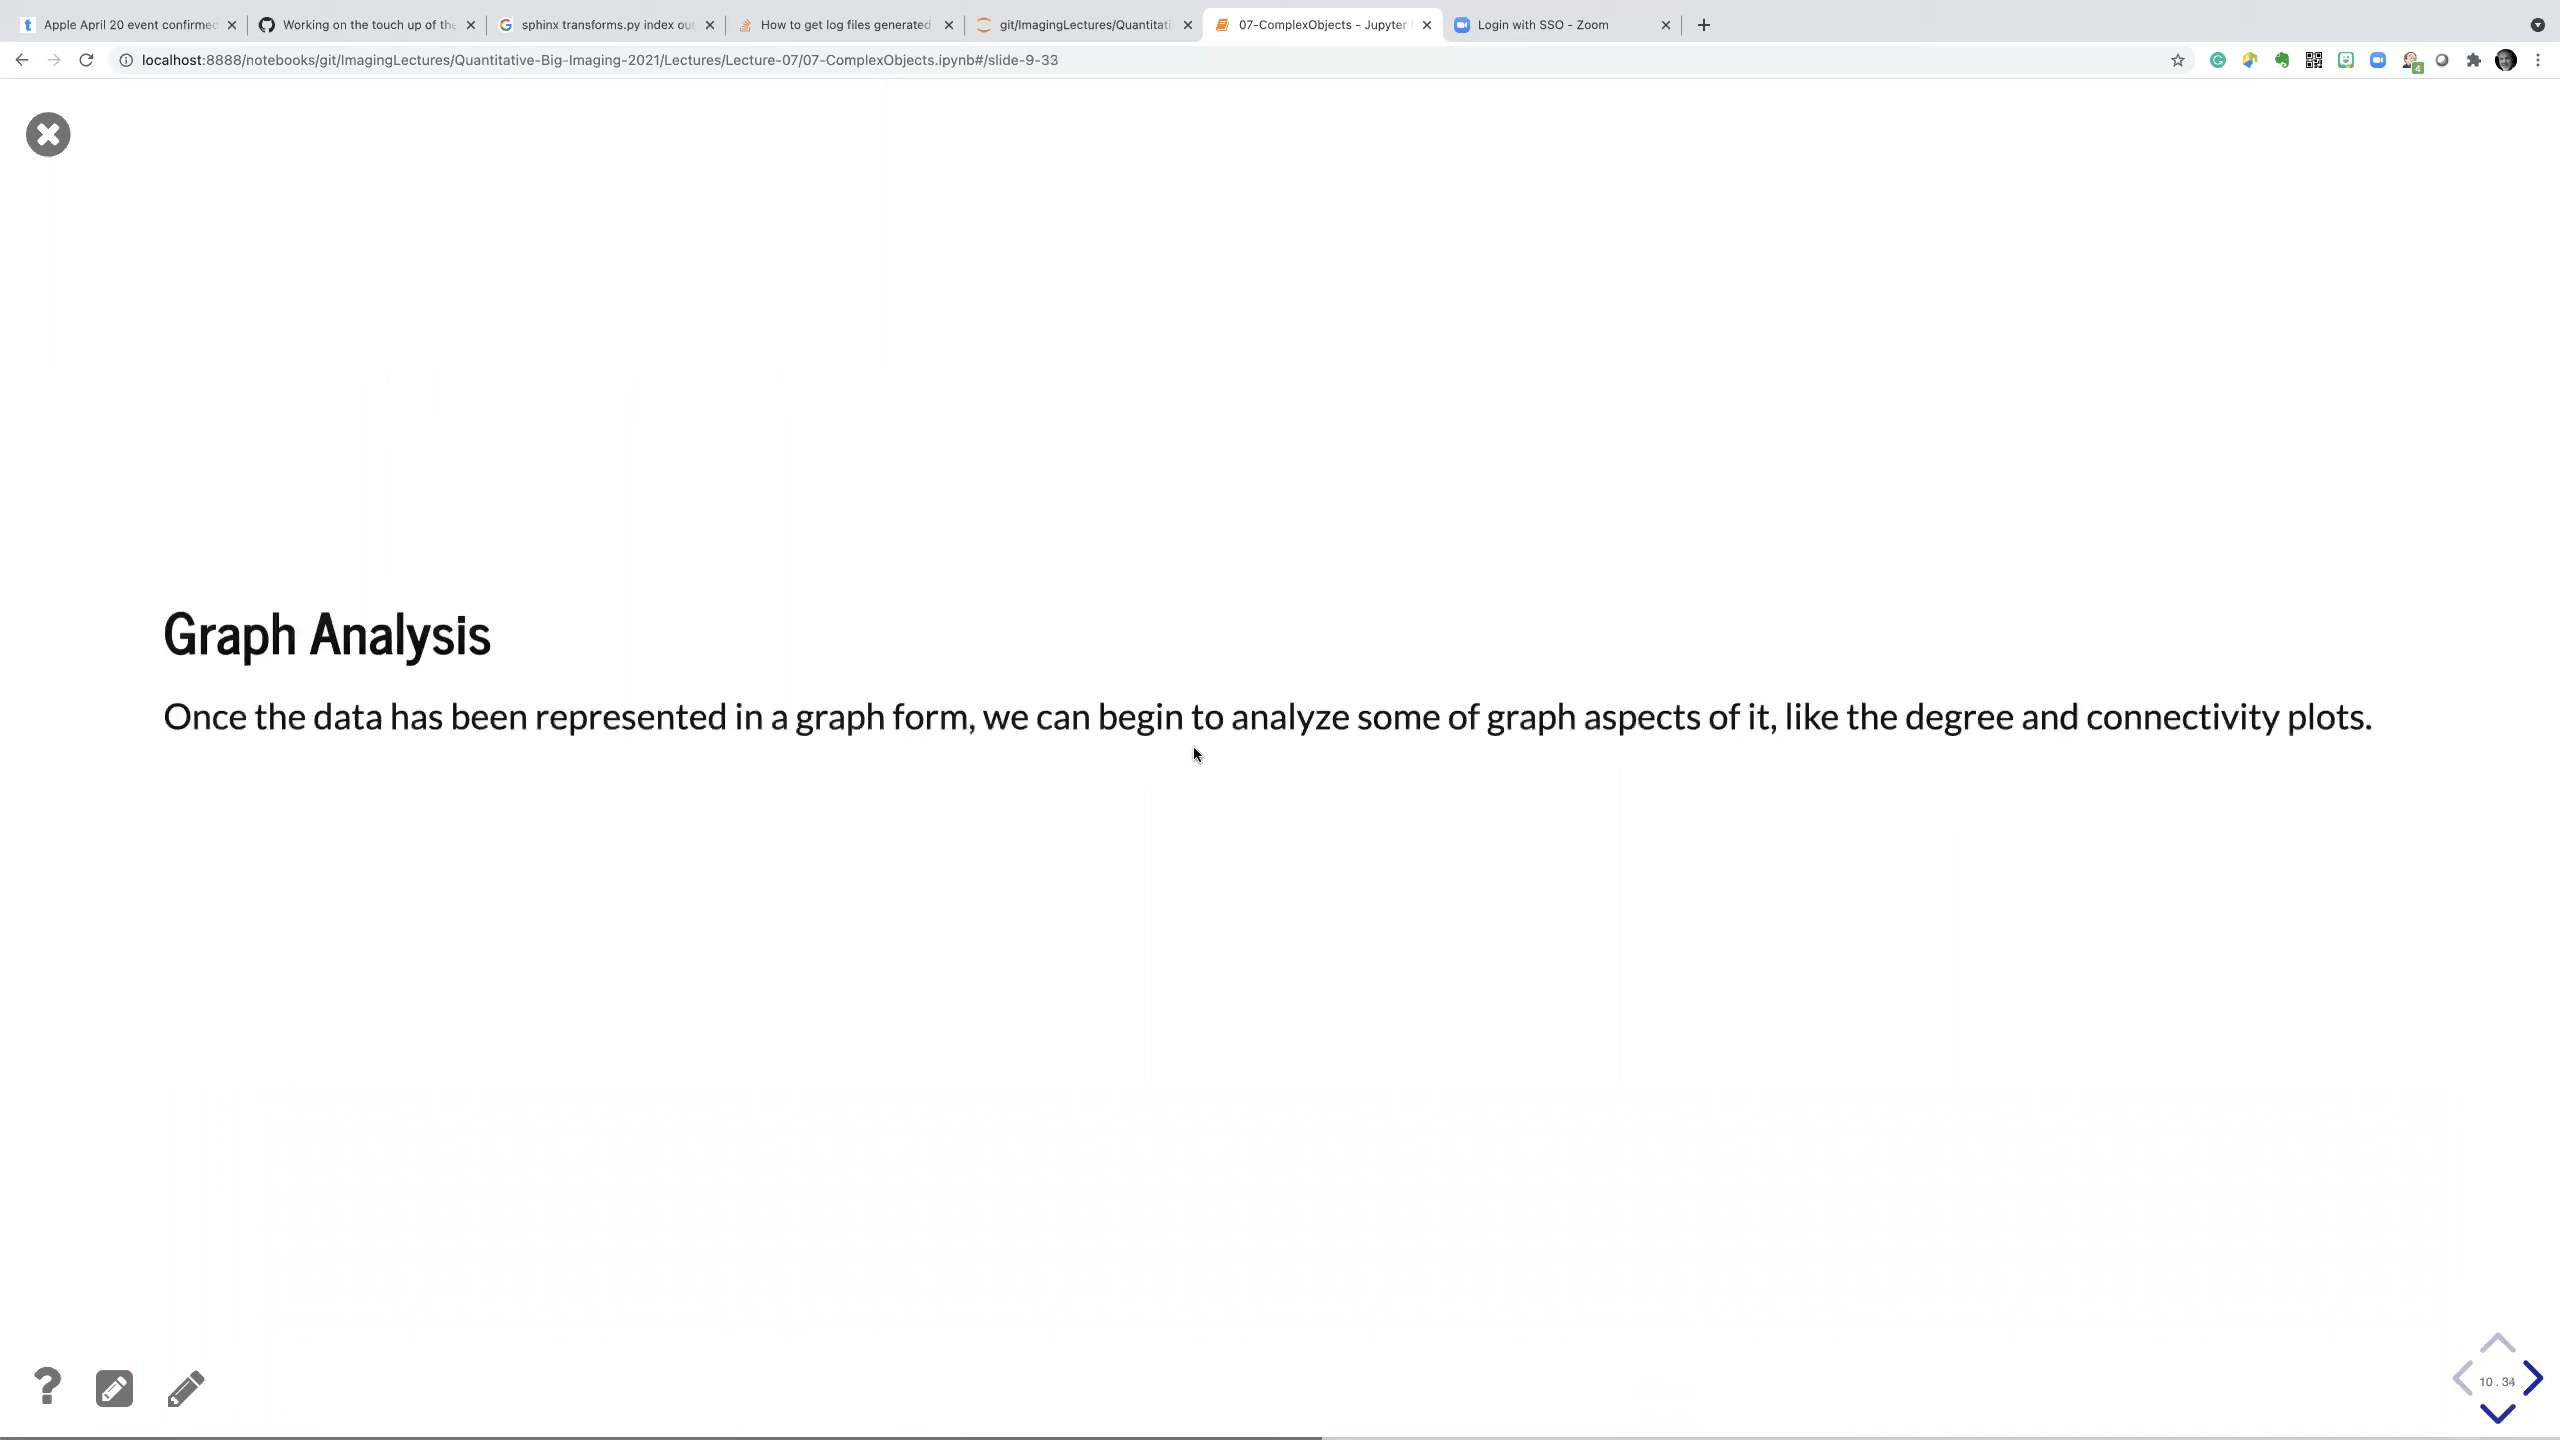 Apple April 20 event confirmed
Working on the touch up of the
sphinx transforms.py index out
How to get log files generated
git/ImagingLectures/Quantitati
07-ComplexObjects - Jupyter
Login with SSO - Zoom
localhost:8888/notebooks/git/ImagingLectures/Quantitative-Big-Imaging-2021/Lectures/Lecture-07/07-ComplexObjects.ipynb#/slide-9-33
4
Graph Analysis
Once the data has been represented in a graph form, we can begin to analyze some of graph aspects of it, like the degree and connectivity plots.
10 . 34